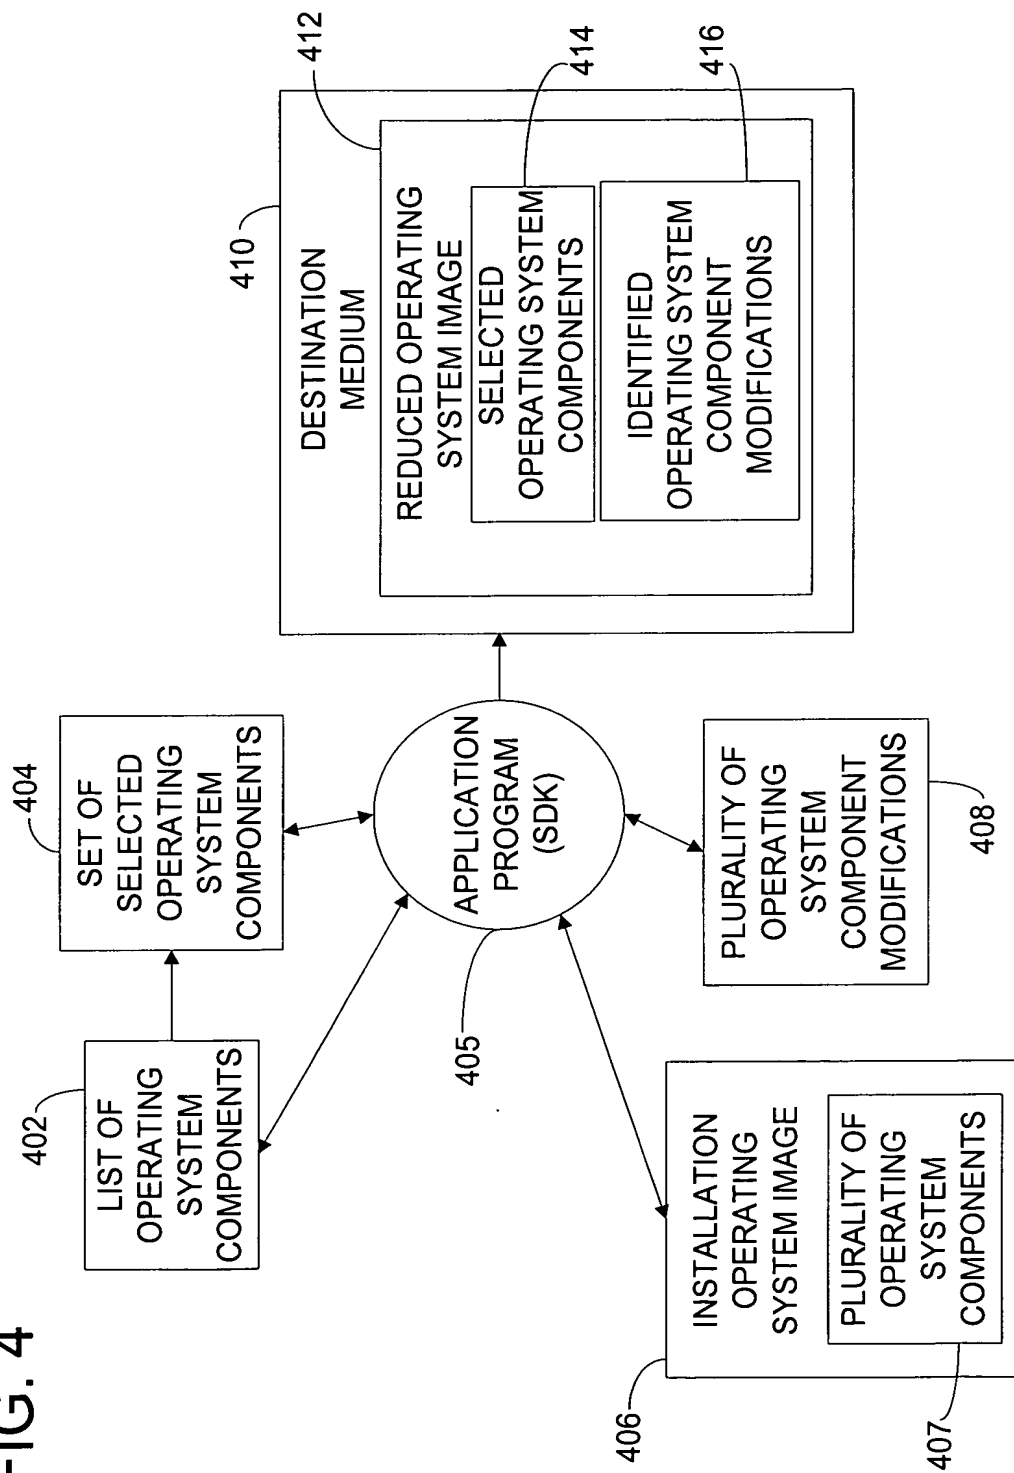 402
LIST OF
OPERATING
SYSTEM
COMPONENTS
404
SET OF
SELECTED
OPERATING
SYSTEM
COMPONENTS
405
APPLICATION
PROGRAM
(SDK)
406
INSTALLATION
OPERATING
SYSTEM IMAGE
407
PLURALITY OF
OPERATING
SYSTEM
COMPONENTS
408
PLURALITY OF
OPERATING
SYSTEM
COMPONENT
MODIFICATIONS
410
DESTINATION
MEDIUM
412
REDUCED OPERATING
SYSTEM IMAGE
414
SELECTED
OPERATING SYSTEM
COMPONENTS
416
IDENTIFIED
OPERATING SYSTEM
COMPONENT
MODIFICATIONS
FIG. 4